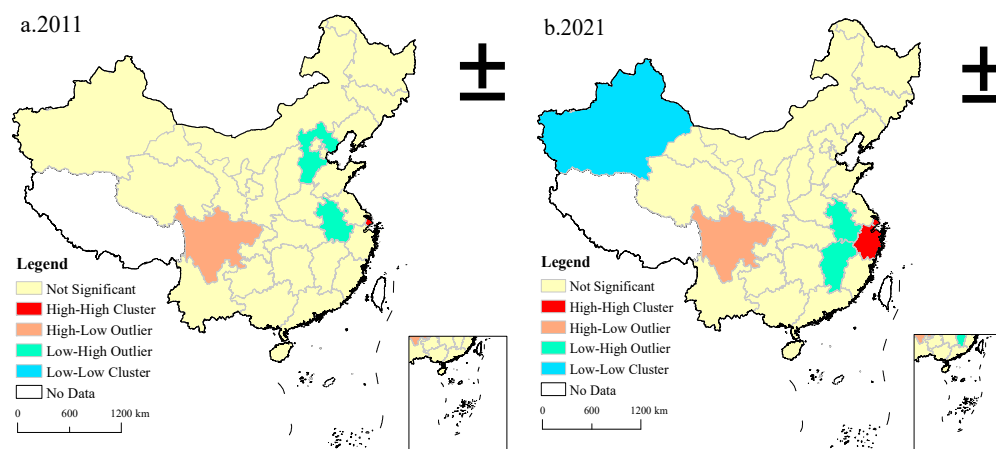 a.2011
±
Legend
Not Significant
High-High Cluster
High-Low Outlier
Low-High Outlier
Low-Low Cluster
No Data
0 600 1200 km
b.2021
±
Legend
Not Significant
High-High Cluster
High-Low Outlier
Low-High Outlier
Low-Low Cluster
No Data
0 600 1200 km